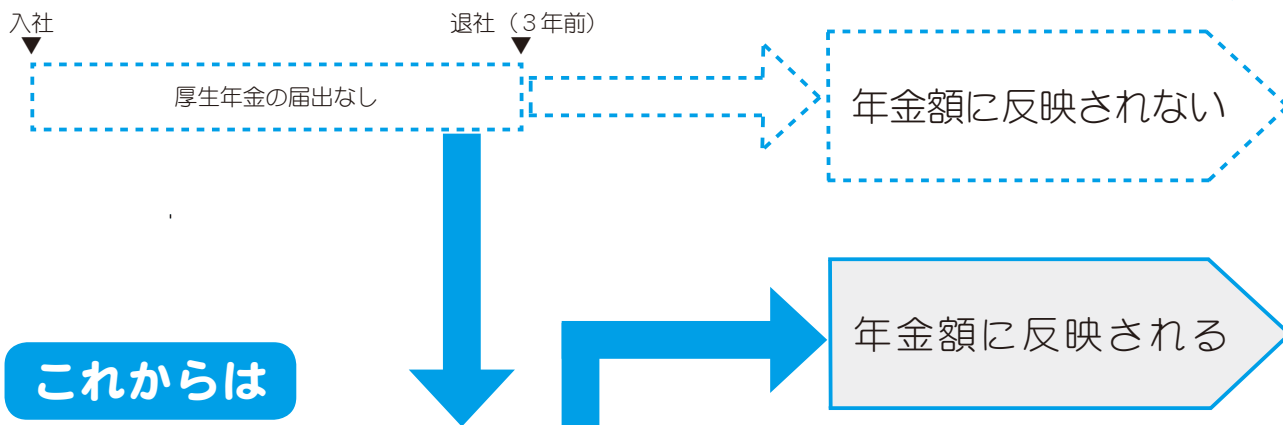 入社
退社（３年前）
厚生年金の届出なし
年金額に反映されない
年金額に反映される
これからは